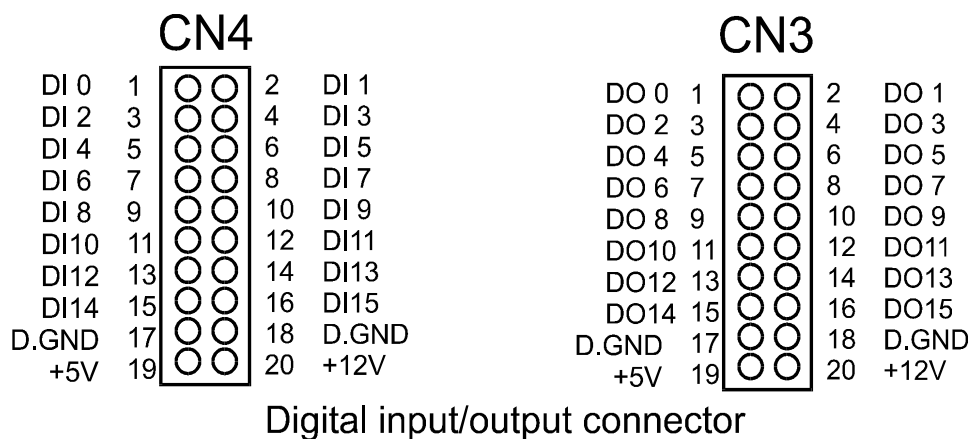 CN4
DI 0 1 2 DI 1
DI 2 3 4 DI 3
DI 4 5 6 DI 5
DI 6 7 8 DI 7
DI 8 9 10 DI 9
DI10 11 12 DI11
DI12 13 14 DI13
DI14 15 16 DI15
D.GND 17 18 D.GND
+5V 19 20 +12V
CN3
DO 0 1 2 DO 1
DO 2 3 4 DO 3
DO 4 5 6 DO 5
DO 6 7 8 DO 7
DO 8 9 10 DO 9
DO10 11 12 DO11
DO12 13 14 DO13
DO14 15 16 DO15
D.GND 17 18 D.GND
+5V 19 20 +12V
Digital input/output connector